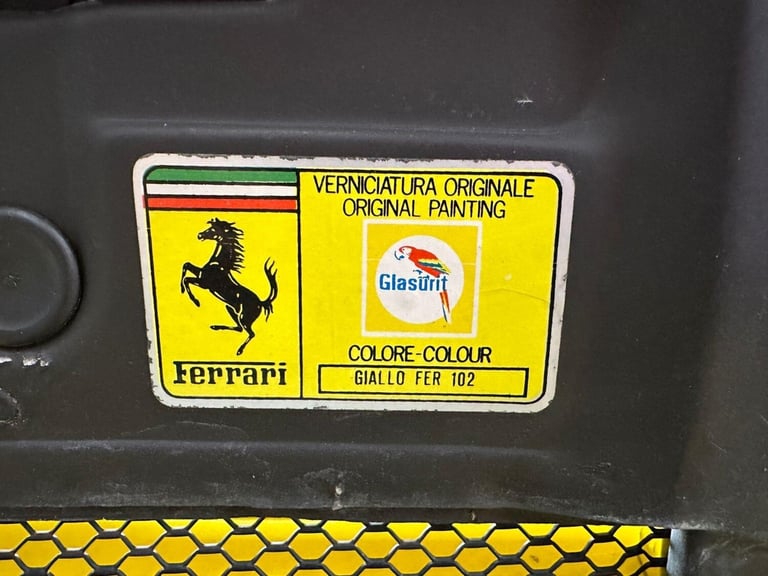 VERNICIATURA ORIGINALE
ORIGINAL PAINTING
Glasurit
COLORE-COLOUR
GIALLO FER 102
Ferrari